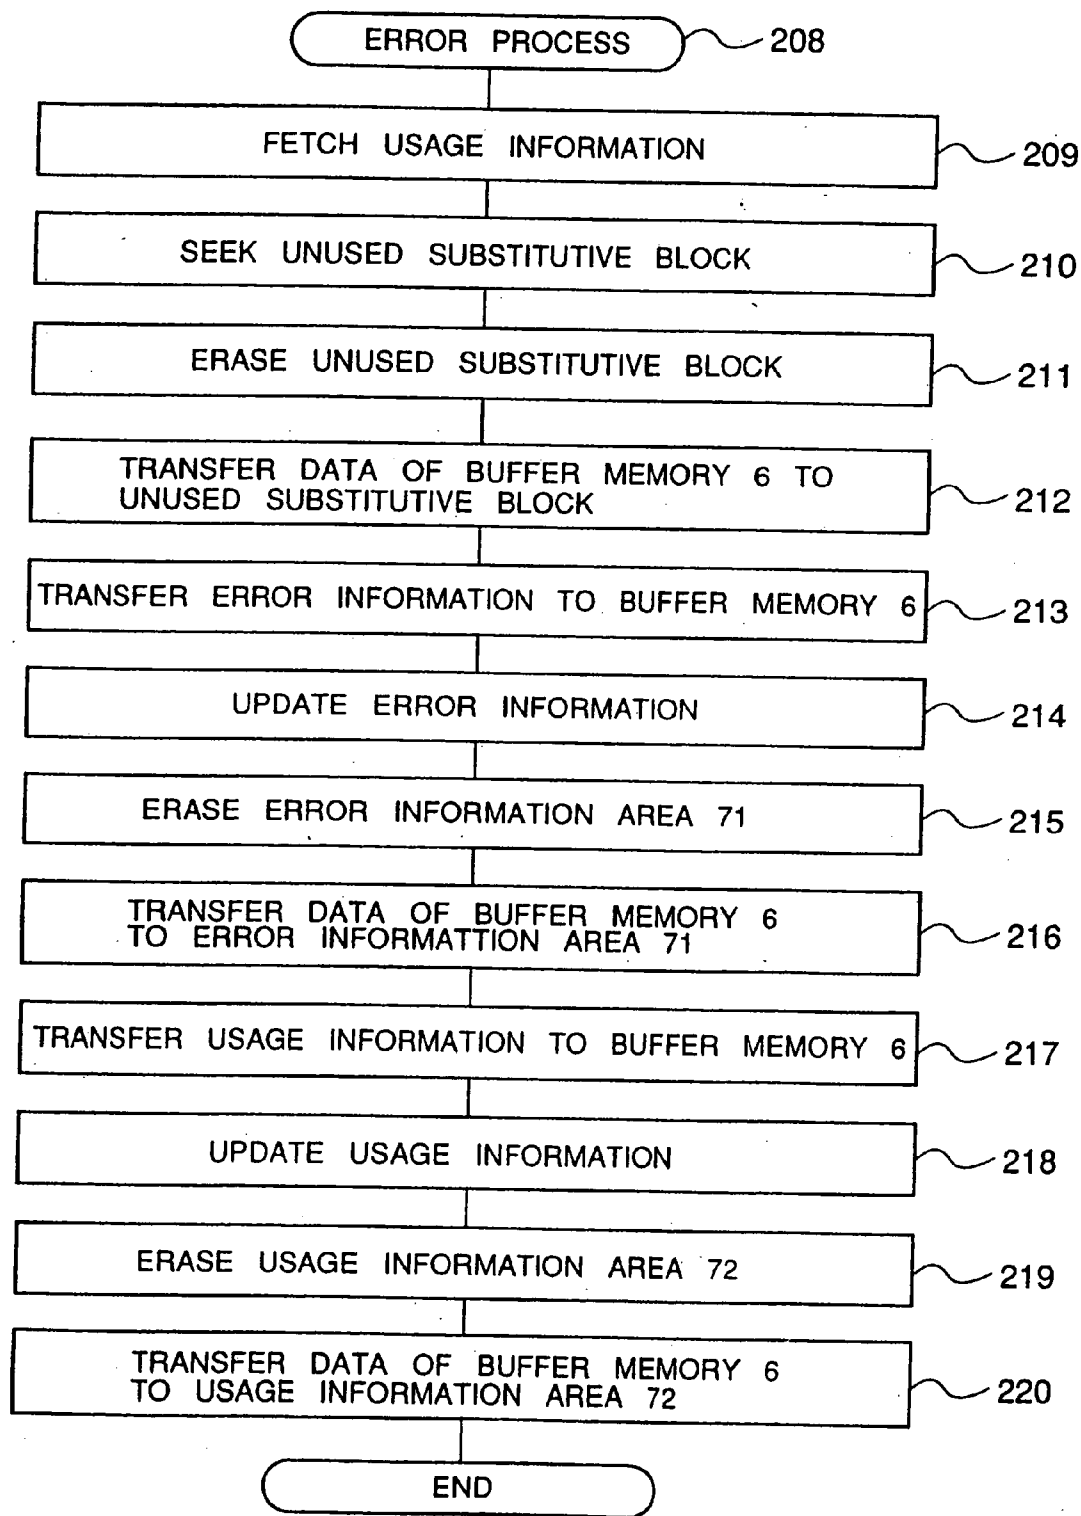 ERROR PROCESS 208
FETCH USAGE INFORMATION 209
SEEK UNUSED SUBSTITUTIVE BLOCK 210
ERASE UNUSED SUBSTITUTIVE BLOCK 211
TRANSFER DATA OF BUFFER MEMORY 6 TO
UNUSED SUBSTITUTIVE BLOCK 212
TRANSFER ERROR INFORMATION TO BUFFER MEMORY 6 213
UPDATE ERROR INFORMATION 214
ERASE ERROR INFORMATION AREA 71 215
TRANSFER DATA OF BUFFER MEMORY 6
TO ERROR INFORMATTION AREA 71 216
TRANSFER USAGE INFORMATION TO BUFFER MEMORY 6 217
UPDATE USAGE INFORMATION 218
ERASE USAGE INFORMATION AREA 72 219
TRANSFER DATA OF BUFFER MEMORY 6
TO USAGE INFORMATION AREA 72 220
END